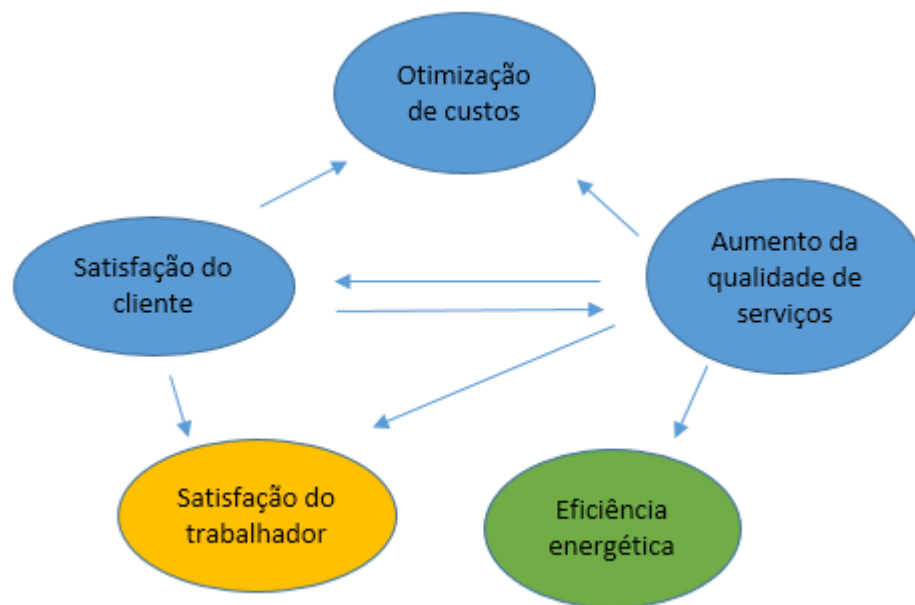 Otimização
de custos
Satisfação do
cliente
Aumento da
qualidade de
serviços
Satisfação do
trabalhador
Eficiência
energética